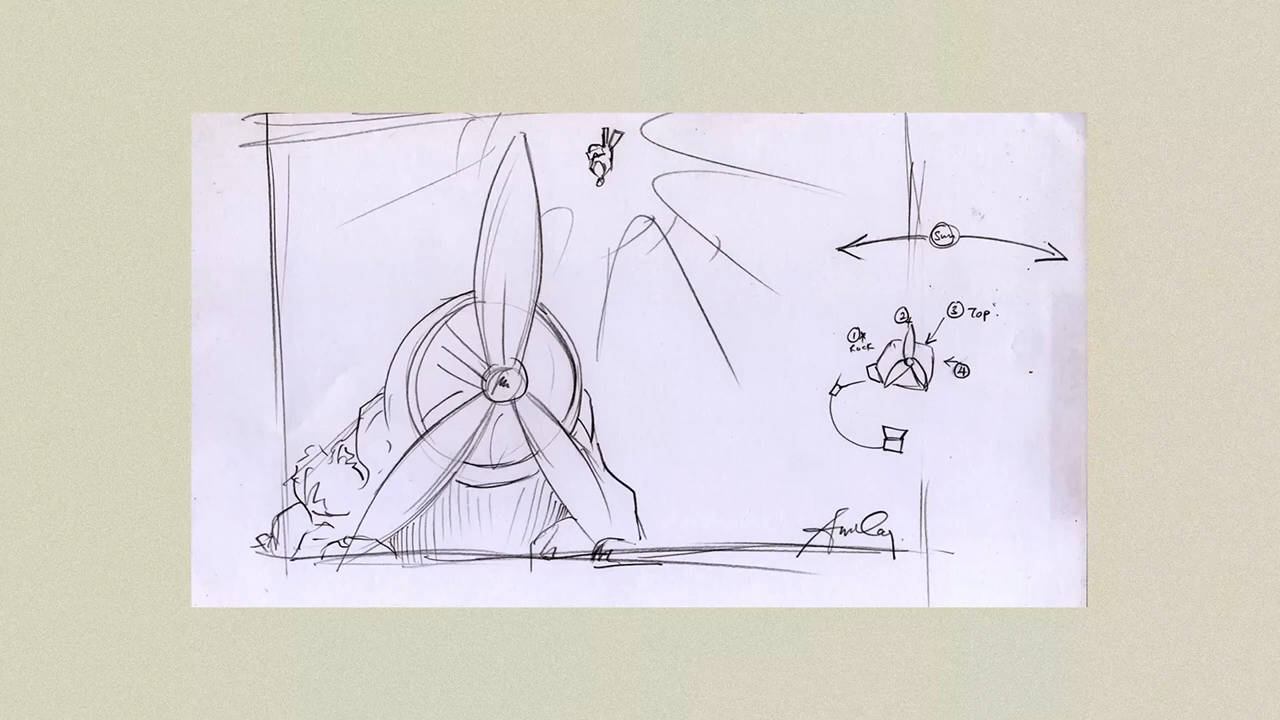 Sun
② ③ Top:
①
Rock
④